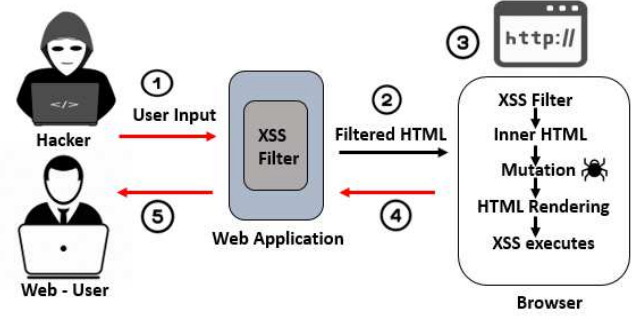 1
User Input
Hacker
</>
XSS
Filter
Web Application
2
Filtered HTML
3
http://
XSS Filter
Inner HTML
Mutation
HTML Rendering
XSS executes
Browser
4
5
Web - User